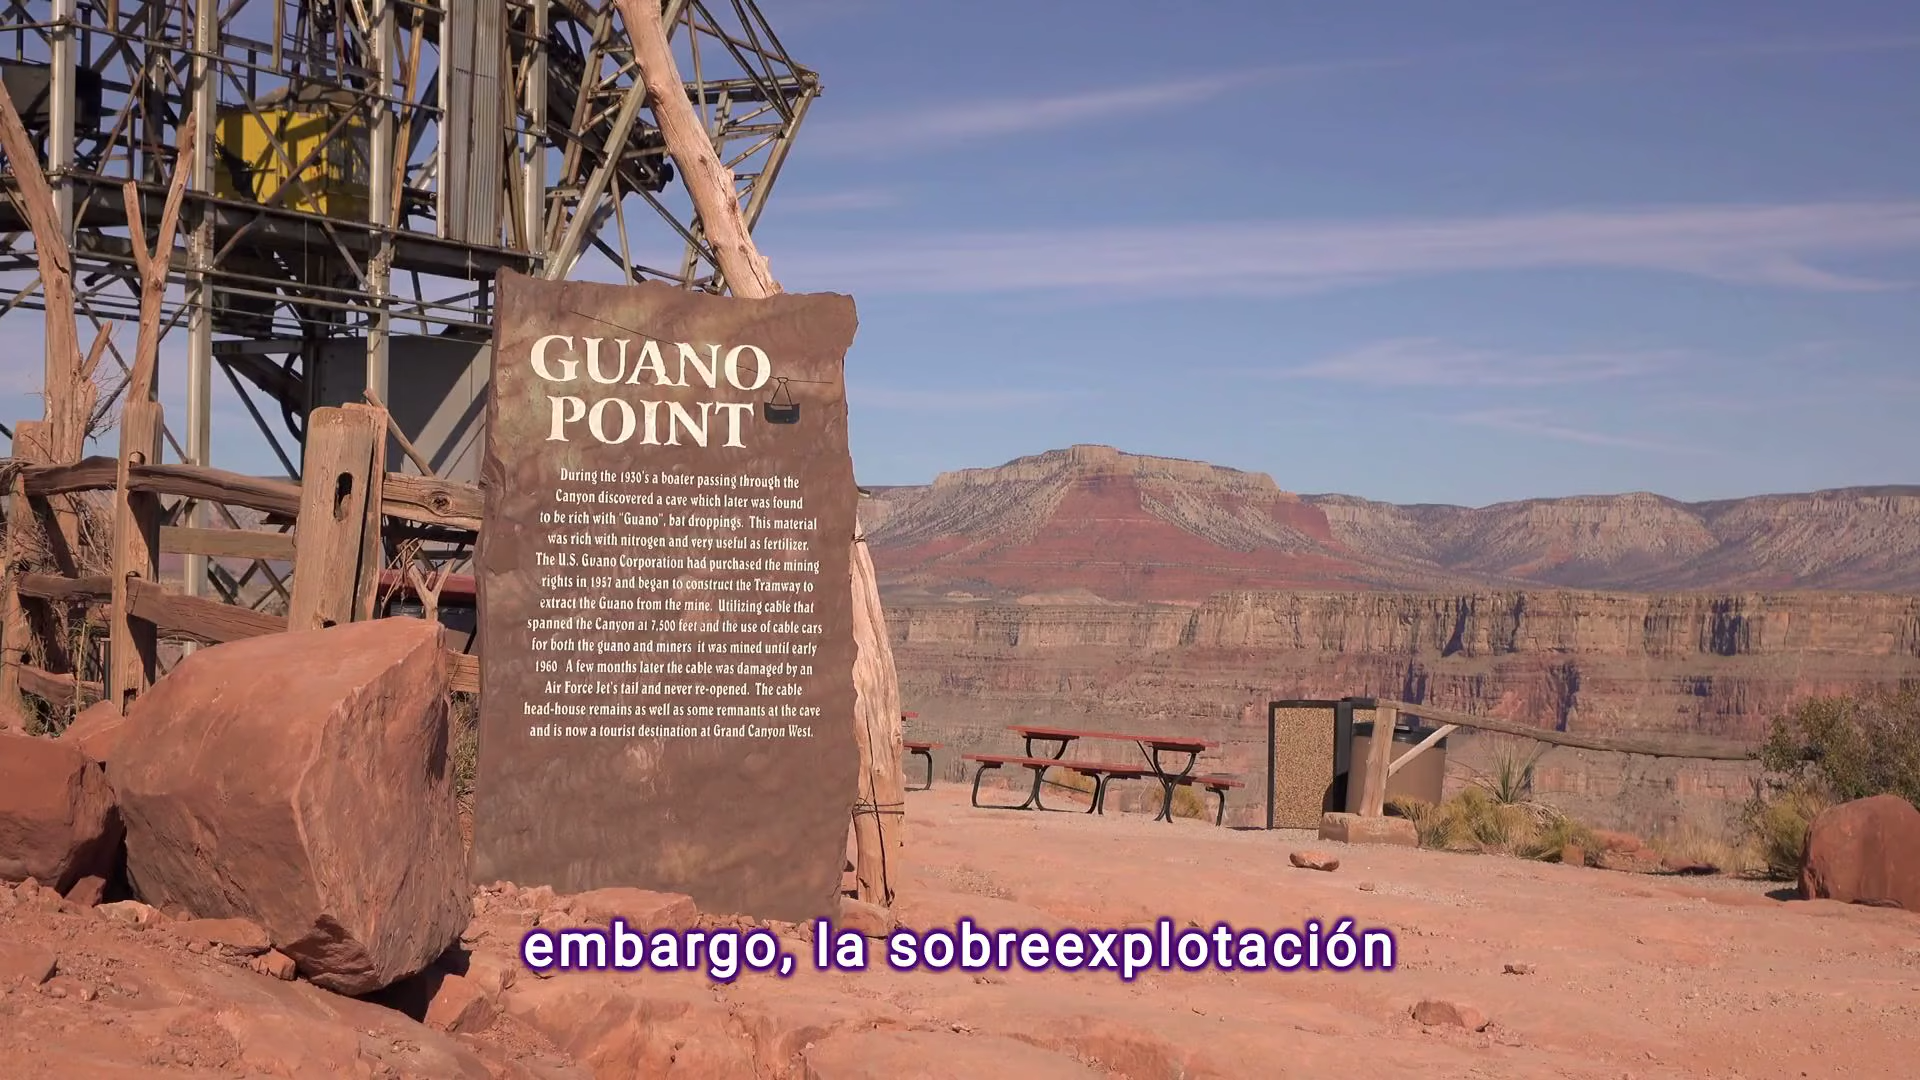 GUANO
POINT
During the 1930's a boater passing through the
Canyon discovered a cave which later was found
to be rich with "Guano", bat droppings. This material
was rich with nitrogen and very useful as fertilizer.
The U.S. Guano Corporation had purchased the mining
rights in 1957 and began to construct the Tramway to
extract the Guano from the mine. Utilizing cable that
spanned the Canyon at 7,500 feet and the use of cable cars
for both the guano and miners it was mined until early
1960 A few months later the cable was damaged by an
Air Force Jet's tail and never re-opened. The cable
head-house remains as well as some remnants at the cave
and is now a tourist destination at Grand Canyon West.
embargo, la sobreexplotación